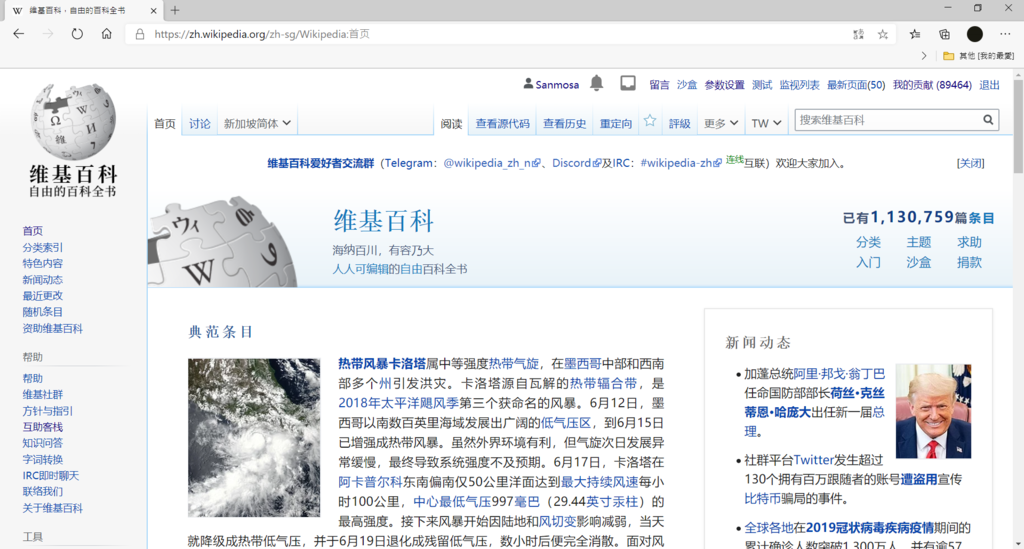 维基百科，自由的百科全书
https://zh.wikipedia.org/zh-sg/Wikipedia:首页
其他 [我的最愛]
Sanmosa 留言 沙盒 参数设置 测试 监视列表 最新页面(50) 我的贡献 (89464) 退出
首页 讨论 新加坡简体 阅读 查看源代码 查看历史 重定向 評級 更多 TW 搜索维基百科
维基百科爱好者交流群（Telegram：@wikipedia_zh_n、Discord及IRC：#wikipedia-zh 连线互联）欢迎大家加入。 [关闭]
维基百科
自由的百科全书
首页
分类索引
特色内容
新闻动态
最近更改
随机条目
资助维基百科
帮助
帮助
维基社群
方针与指引
互助客栈
知识问答
字词转换
IRC即时聊天
联络我们
关于维基百科
工具
维基百科
海纳百川，有容乃大
人人可编辑的自由百科全书
已有1,130,759篇条目
分类 主题 求助
入门 沙盒 捐款
典范条目
热带风暴卡洛塔属中等强度热带气旋，在墨西哥中部和西南
部多个州引发洪灾。卡洛塔源自瓦解的热带辐合带，是
2018年太平洋飓风季第三个获命名的风暴。6月12日，墨
西哥以南数百英里海域发展出广阔的低气压区，到6月15日
已增强成热带风暴。虽然外界环境有利，但气旋次日发展异
常缓慢，最终导致系统强度不及预期。6月17日，卡洛塔在
阿卡普尔科东南偏南仅50公里洋面达到最大持续风速每小
时100公里，中心最低气压997毫巴（29.44英寸汞柱）的
最高强度。接下来风暴开始因陆地和风切变影响减弱，当天
就降级成热带低气压，并于6月19日退化成残留低气压，数小时后便完全消散。面对风
新闻动态
加蓬总统阿里·邦戈·翁丁巴
任命国防部部长荷丝·克丝
蒂恩·哈庞大出任新一届总
理。
社群平台Twitter发生超过
130个拥有百万跟随者的账号遭盗用宣传
比特币骗局的事件。
全球各地在2019冠状病毒疾病疫情期间的
累计确诊人数突破1,300万人，并有逾57